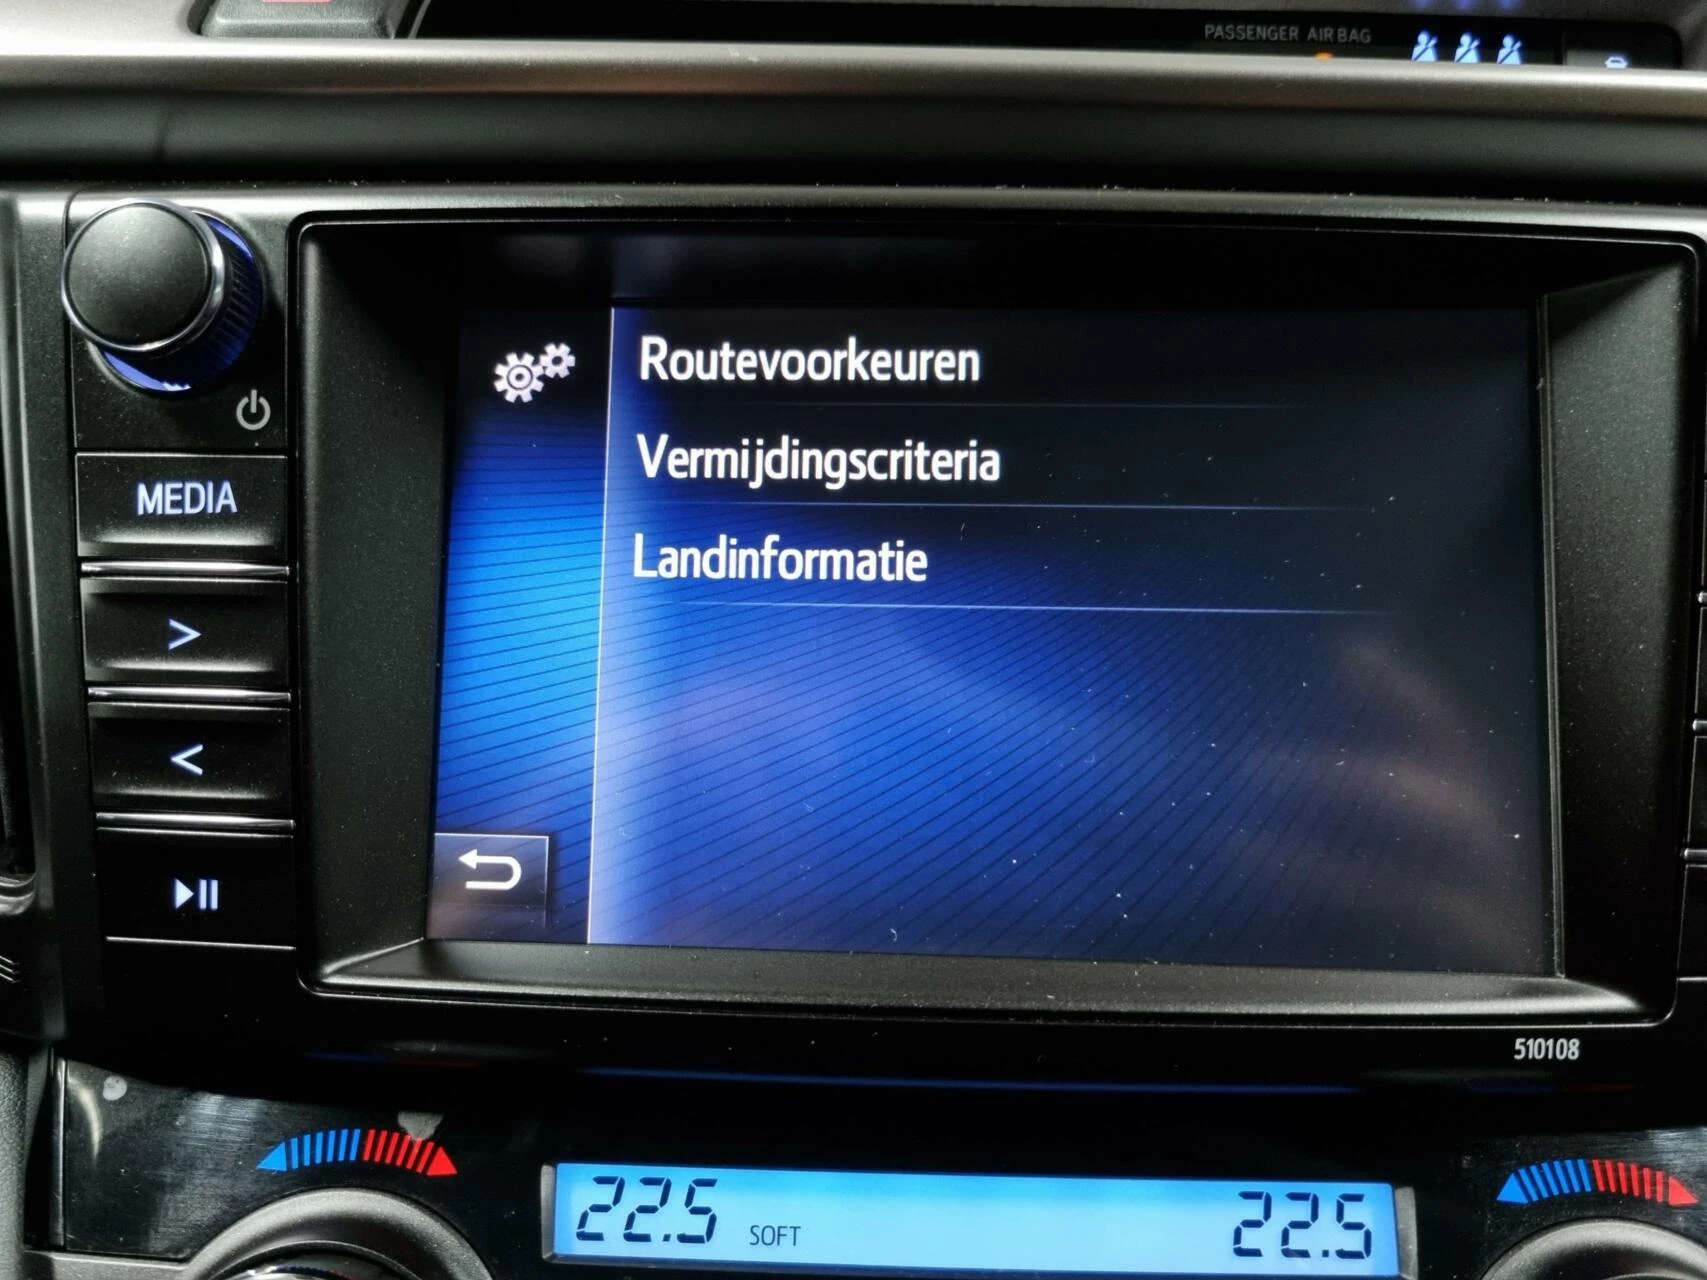 PASSENGER AIR BAG
Routevoorkeuren
MEDIA
Vermijdingscriteria
>
Landinformatie
<
510108
22.5 SOFT 22.5